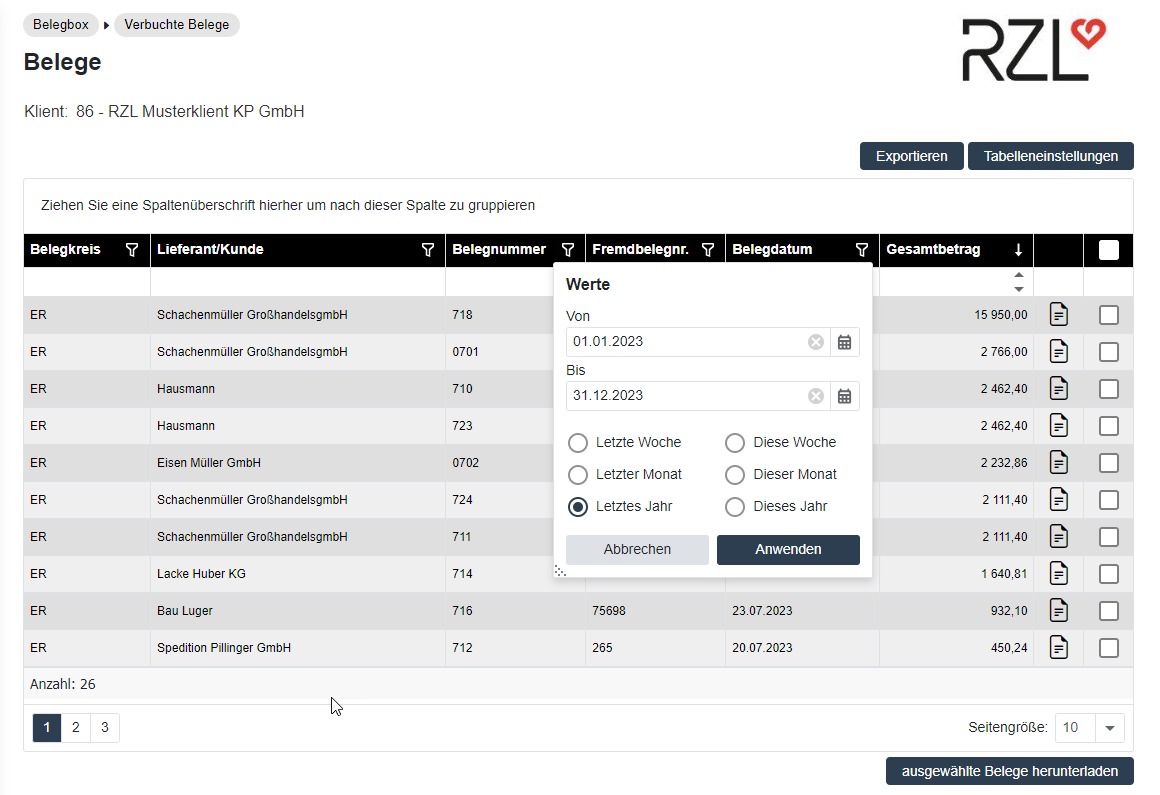 Belegbox Verbuchte Belege
RZL
Belege
Klient: 86 - RZL Musterklient KP GmbH
Exportieren Tabelleneinstellungen
Ziehen Sie eine Spaltenüberschrift hierher um nach dieser Spalte zu gruppieren
Belegkreis Lieferant/Kunde Belegnummer Fremdbelegnr. Belegdatum Gesamtbetrag
ER Schachenmüller GroßhandelsgmbH 718 15 950,00
ER Schachenmüller GroßhandelsgmbH 0701 2 766,00
ER Hausmann 710 2 462,40
ER Hausmann 723 2 462,40
ER Eisen Müller GmbH 0702 2 232,86
ER Schachenmüller GroßhandelsgmbH 724 2 111,40
ER Schachenmüller GroßhandelsgmbH 711 2 111,40
ER Lacke Huber KG 714 1 640,81
ER Bau Luger 716 75698 23.07.2023 932,10
ER Spedition Pillinger GmbH 712 265 20.07.2023 450,24
Werte
Von
01.01.2023
Bis
31.12.2023
Letzte Woche Diese Woche
Letzter Monat Dieser Monat
Letztes Jahr Dieses Jahr
Abbrechen Anwenden
Anzahl: 26
1 2 3 Seitengröße: 10
ausgewählte Belege herunterladen